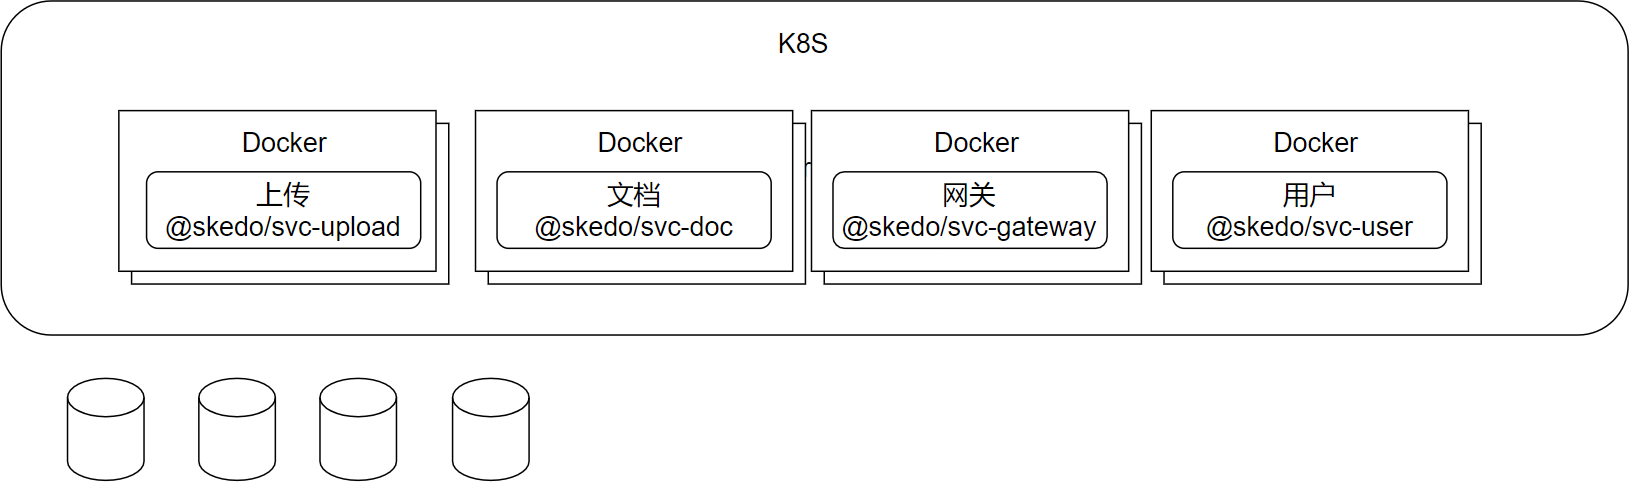 K8S
Docker
上传
@skedo/svc-upload
Docker
文档
@skedo/svc-doc
Docker
网关
@skedo/svc-gateway
Docker
用户
@skedo/svc-user